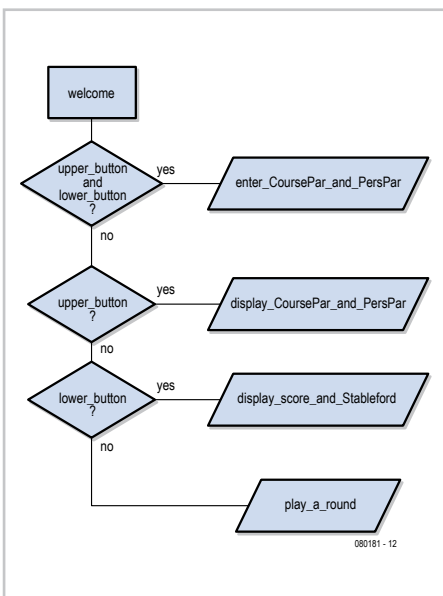 welcome
upper_button
and
lower_button
?
yes
enter_CoursePar_and_PersPar
no
upper_button
?
yes
display_CoursePar_and_PersPar
no
lower_button
?
yes
display_score_and_Stableford
no
play_a_round
080181 - 12